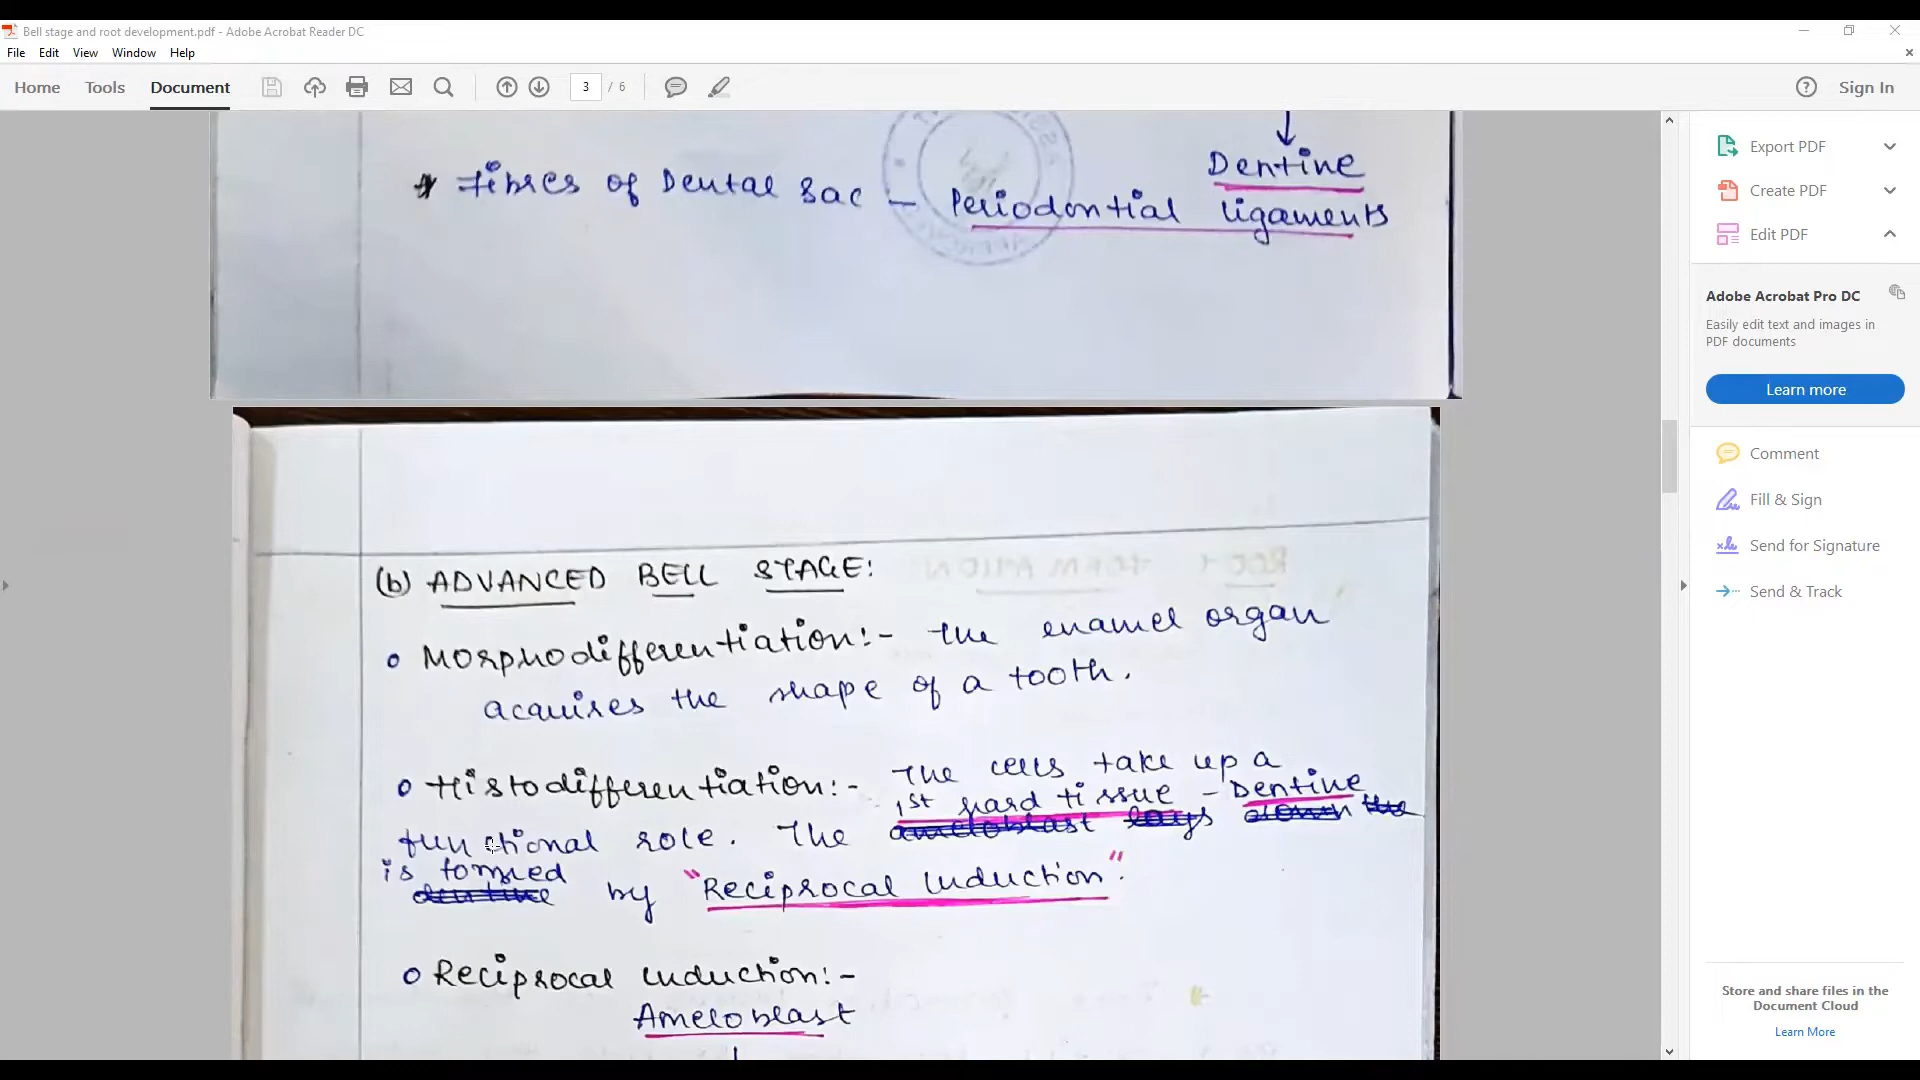 Bell stage and root development.pdf - Adobe Acrobat Reader DC
File Edit View Window Help
Home Tools Document 3 / 6 Sign In
Dentine
* Fibres of Dental Sac - Periodontial ligaments
(b) ADVANCED BELL STAGE:
Morphodifferentiation:- The enamel organ
acquires the shape of a tooth.
Histodifferentiation:- The cells take up a
1st hard tissue - Dentine
functional role. The ameloblast lays down the
is formed
dentine by "Reciprocal Induction".
Reciprocal Induction:-
Ameloblast
Export PDF
Create PDF
Edit PDF
Adobe Acrobat Pro DC
Easily edit text and images in
PDF documents
Learn more
Comment
Fill & Sign
Send for Signature
Send & Track
Store and share files in the
Document Cloud
Learn More